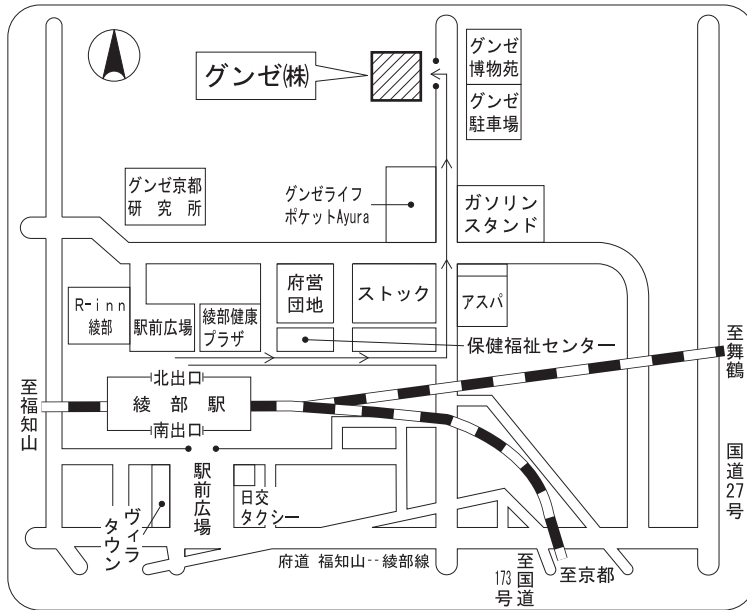 グンゼ㈱
グンゼ
博物苑
グンゼ
駐車場
グンゼ京都
研究所
グンゼライフ
ポケットAyura
ガソリン
スタンド
R-inn
綾部
駅前広場
綾部健康
プラザ
府営
団地
ストック
アスパ
保健福祉センター
至舞鶴
至福知山
北出口
綾部駅
南出口
駅前広場
ヴィラ
タウン
日交
タクシー
国道27号
府道 福知山--綾部線
至国道
173号
至京都